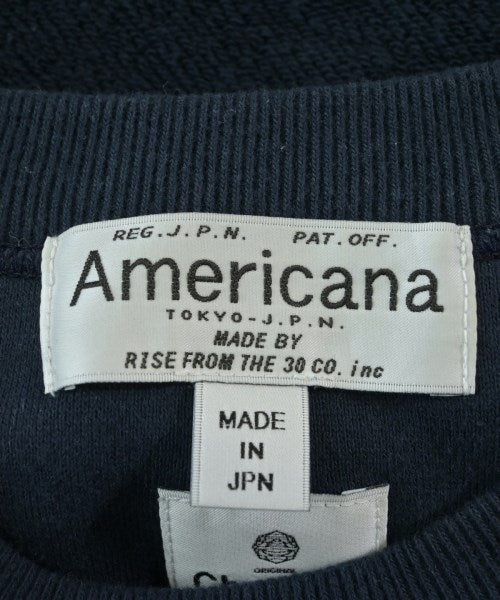 REG.J.P.N. PAT.OFF.
Americana
TOKYO-J.P.N.
MADE BY
RISE FROM THE 30 CO. inc
MADE
IN
JPN
ORIGINAL